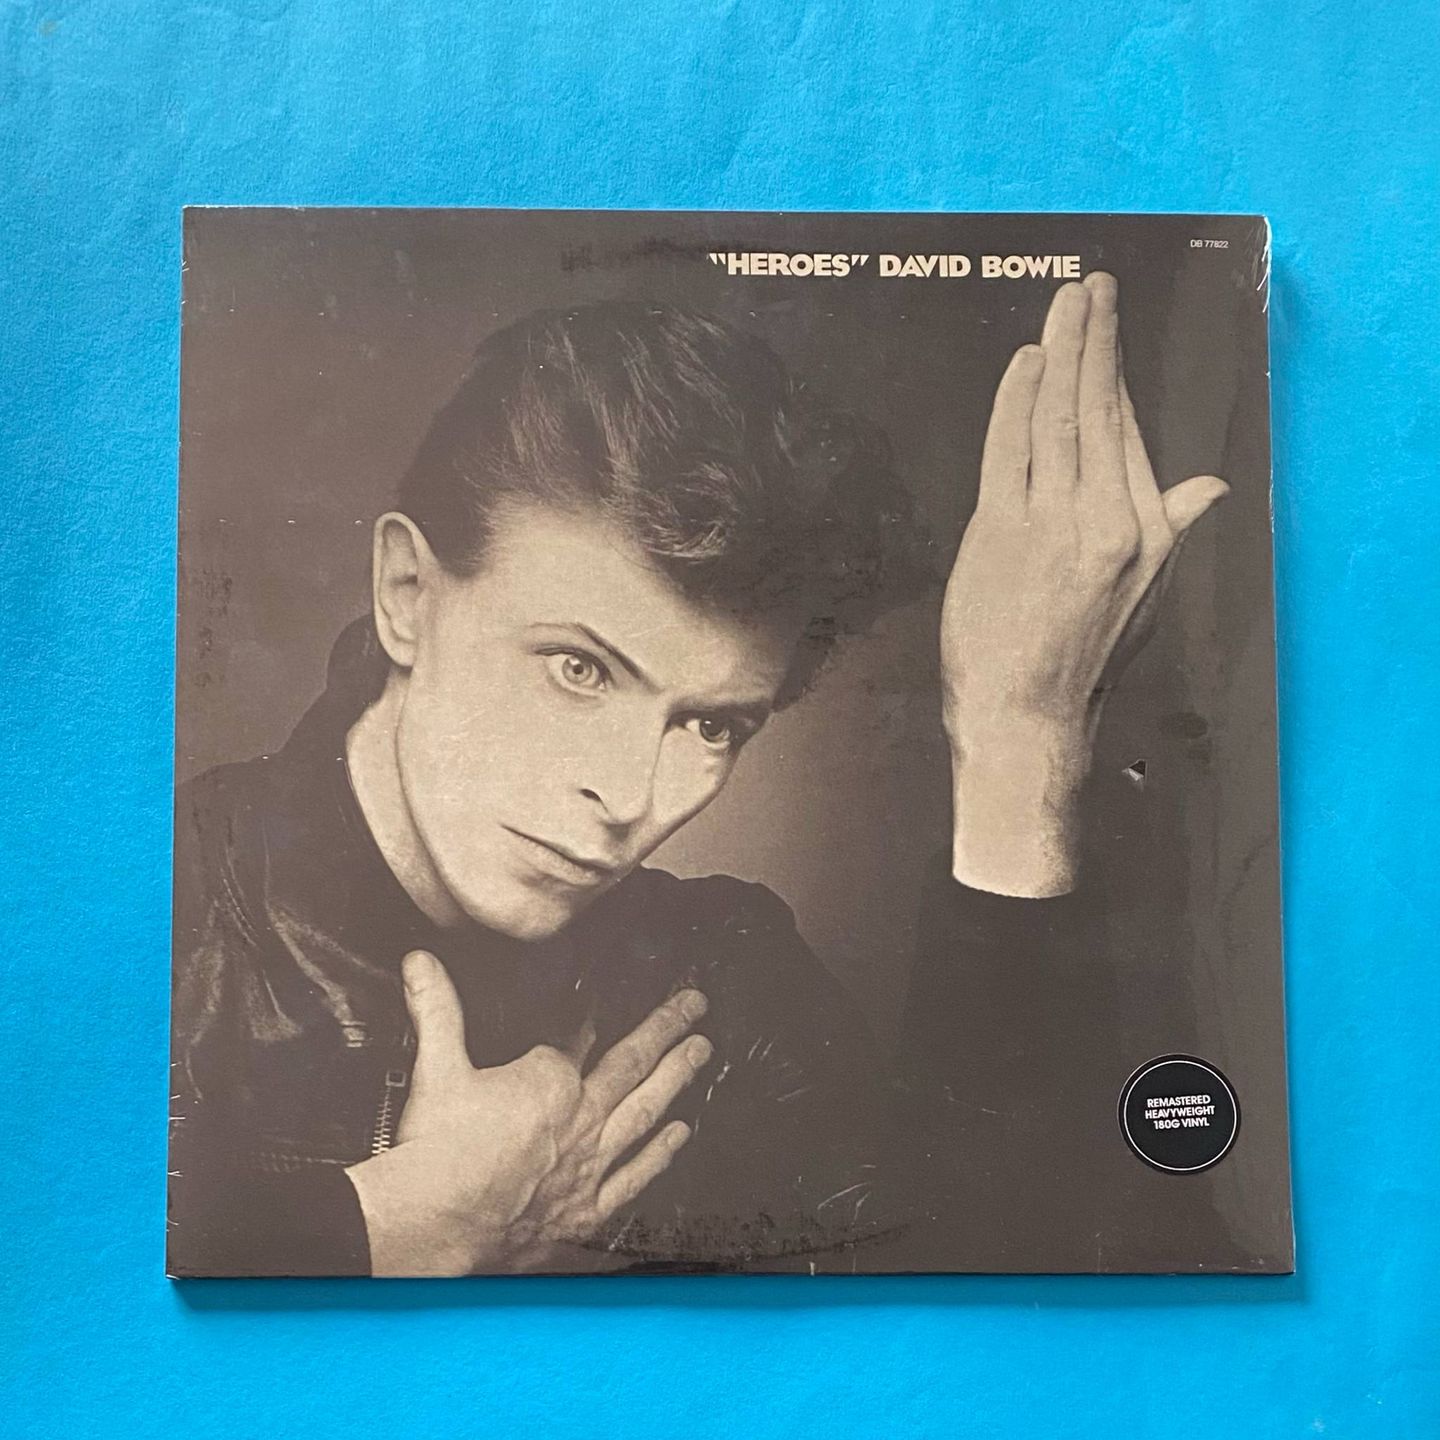 "HEROES" DAVID BOWIE
DB 77822
REMASTERED
HEAVYWEIGHT
180G VINYL